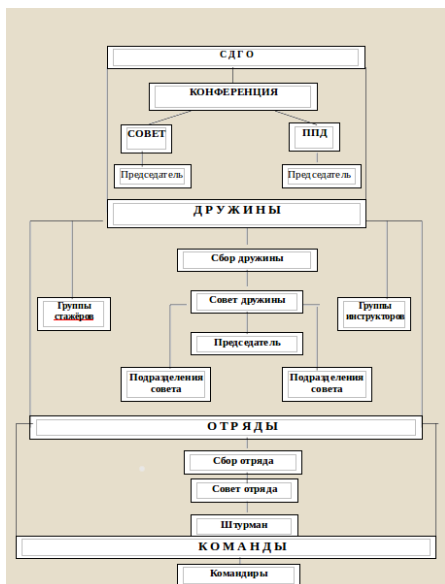 СДГО
КОНФЕРЕНЦИЯ
СОВЕТ
ППД
Председатель
Председатель
ДРУЖИНЫ
Сбор дружины
Группы
стажёров
Совет дружины
Группы
инструкторов
Председатель
Подразделения
совета
Подразделения
совета
ОТРЯДЫ
Сбор отряда
Совет отряда
Штурман
КОМАНДЫ
Командиры